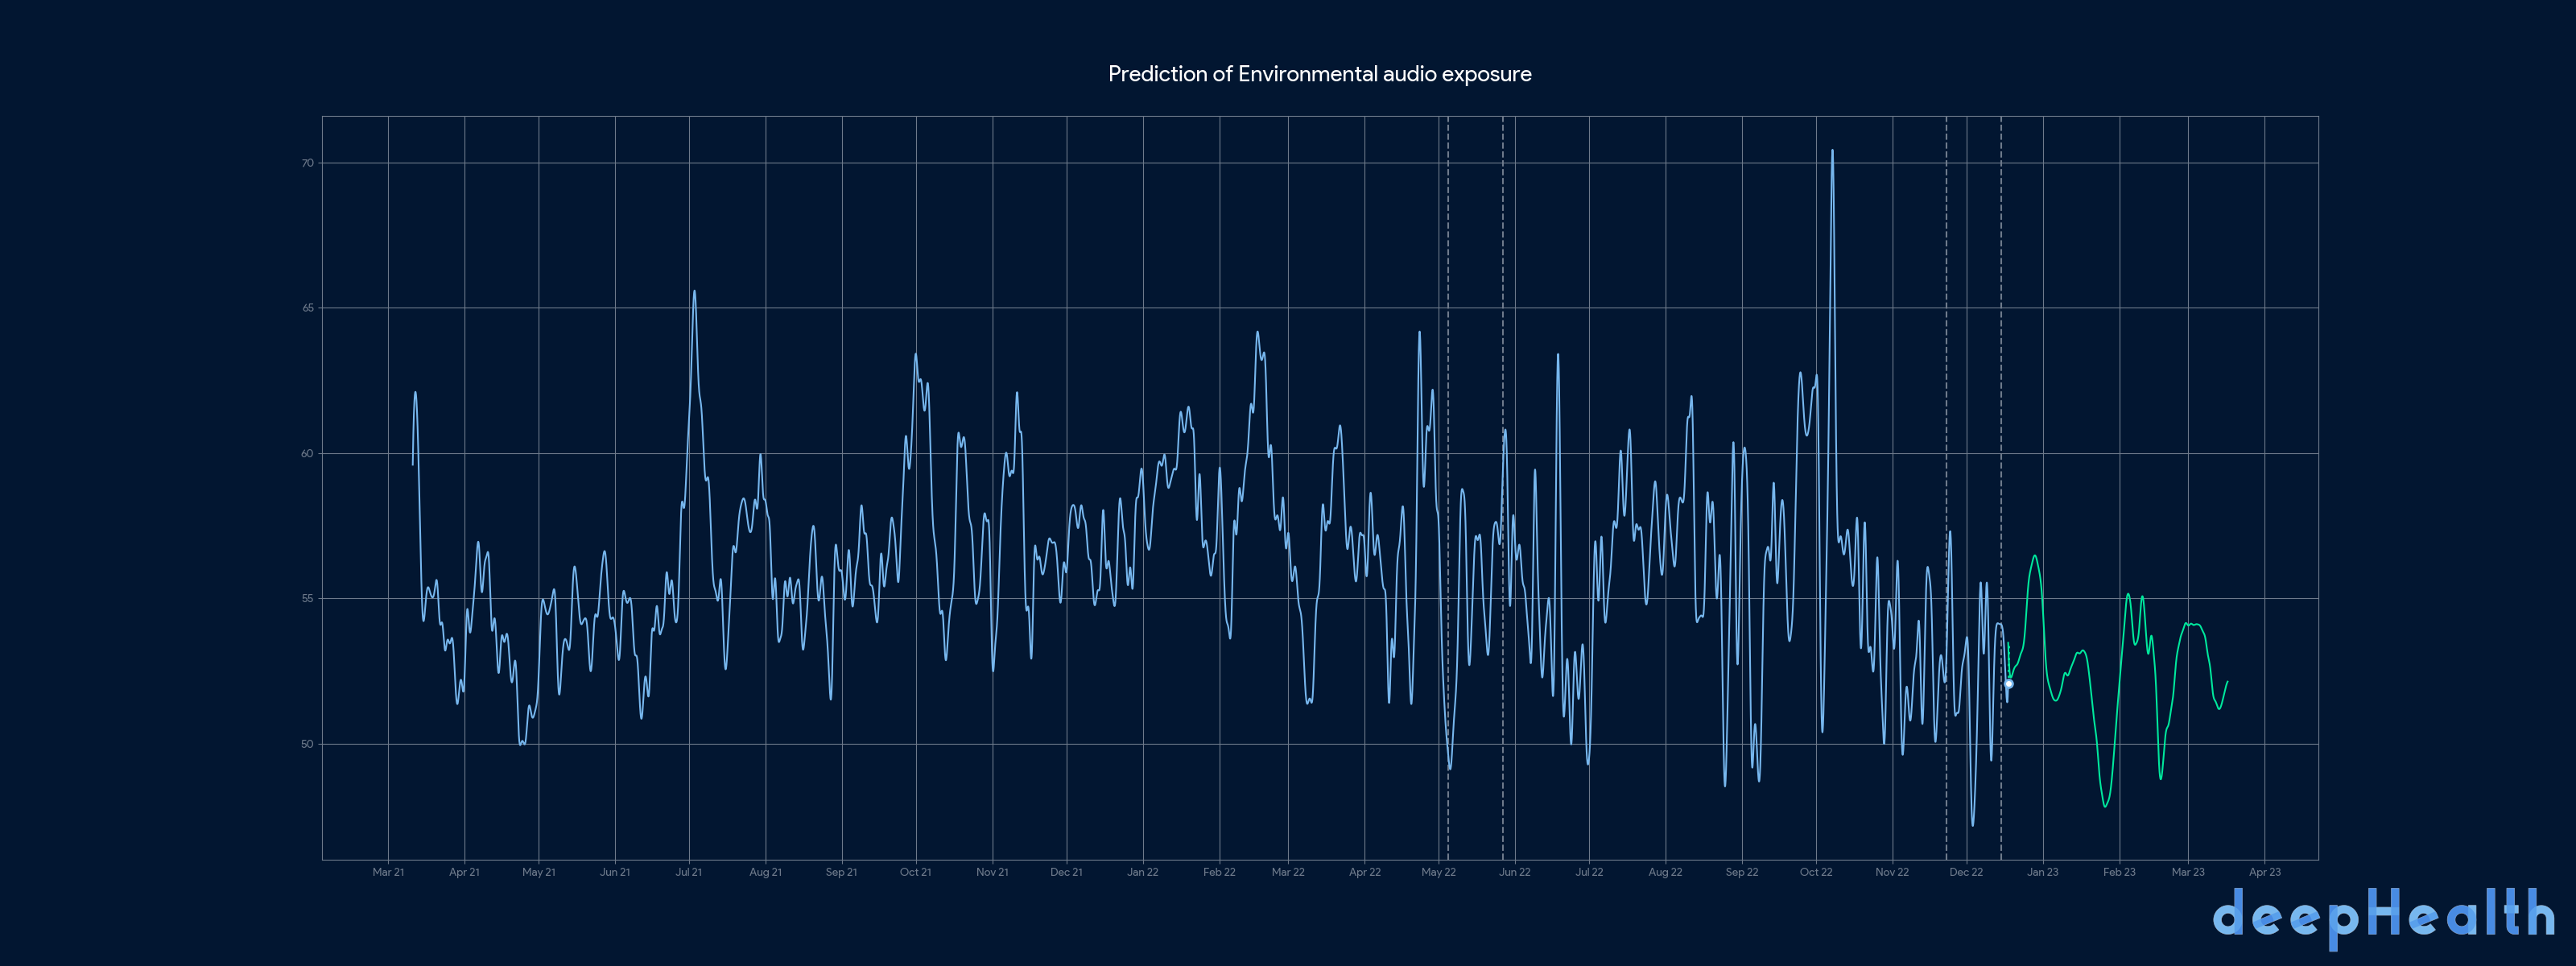 Prediction of Environmental audio exposure
70
65
60
55
50
Mar 21 Apr 21 May 21 Jun 21 Jul 21 Aug 21 Sep 21 Oct 21 Nov 21 Dec 21 Jan 22 Feb 22 Mar 22 Apr 22 May 22 Jun 22 Jul 22 Aug 22 Sep 22 Oct 22 Nov 22 Dec 22 Jan 23 Feb 23 Mar 23 Apr 23
deepHealth